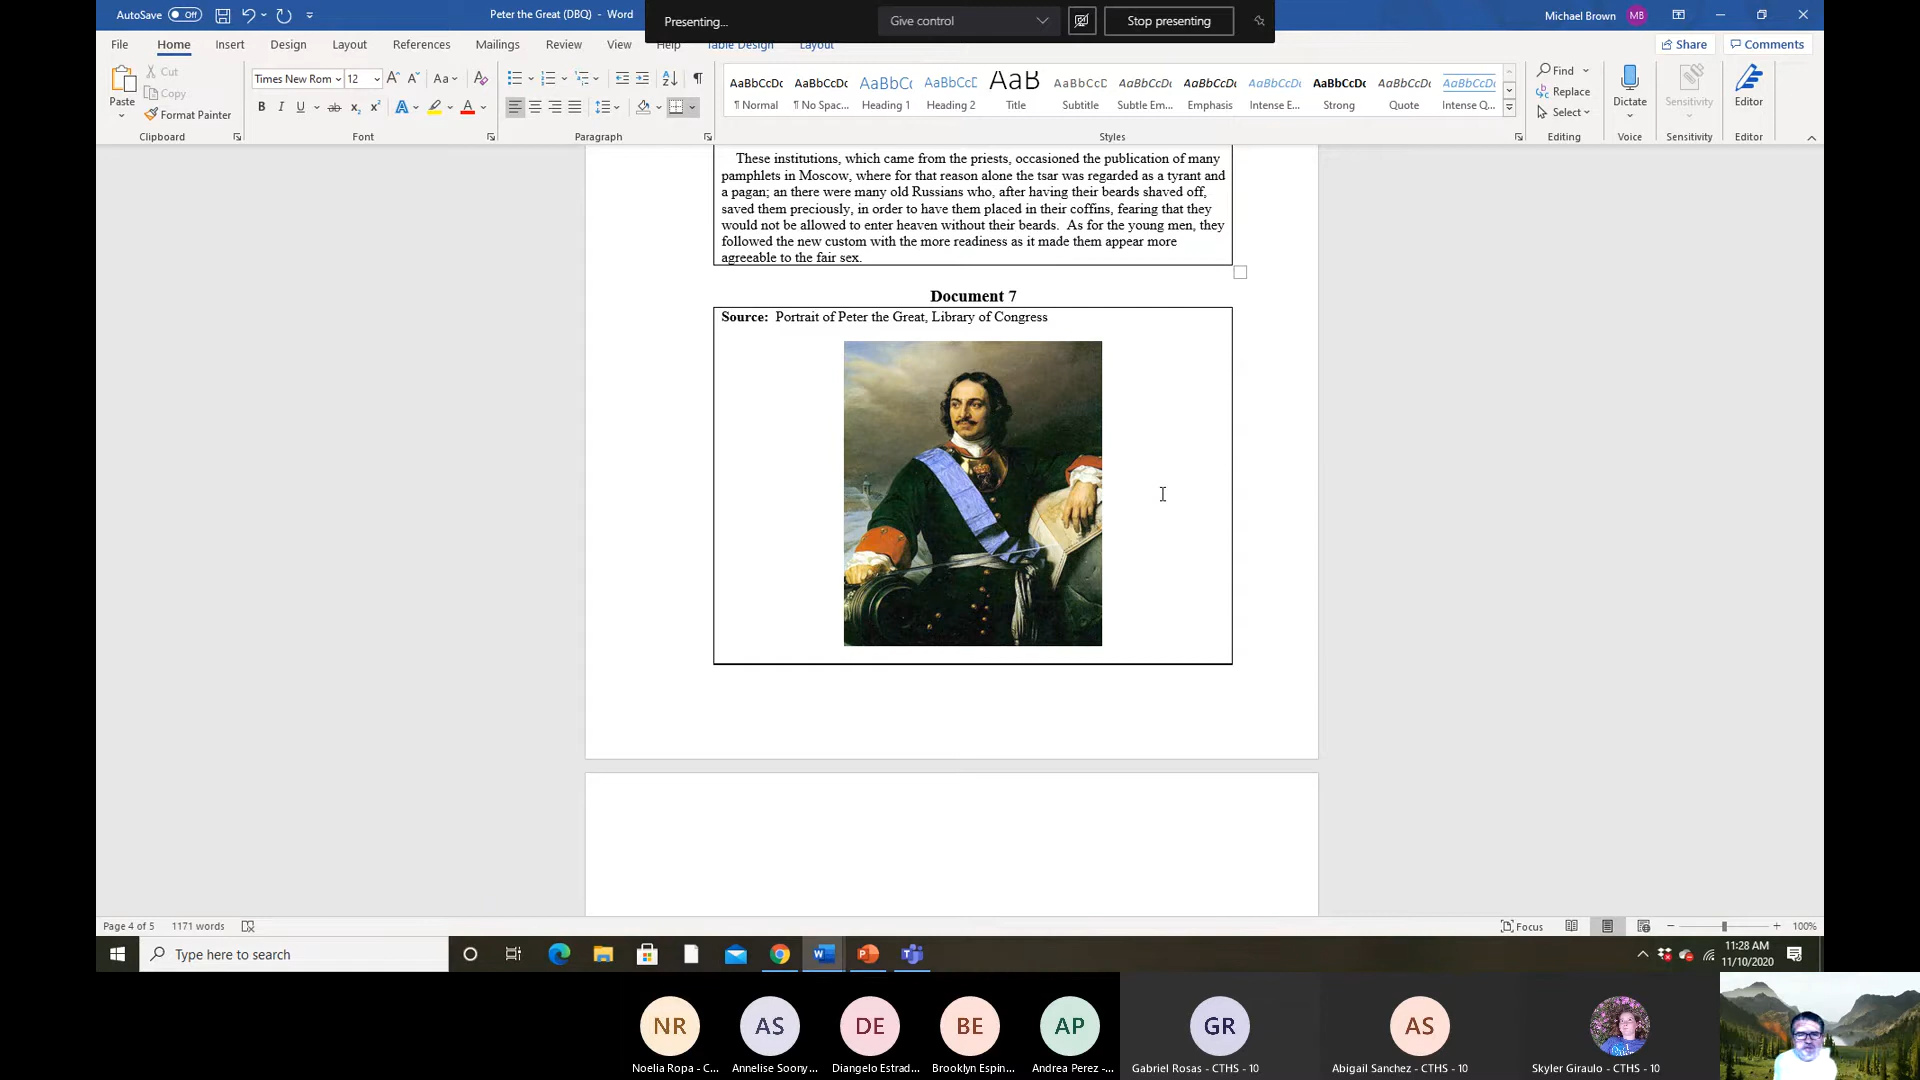 AutoSave Off
Peter the Great (DBQ) - Word
Presenting...
Give control
Stop presenting
Michael Brown MB
File Home Insert Design Layout References Mailings Review View Help Table Design Layout
Share Comments
Paste
Cut
Copy
Format Painter
Clipboard
Times New Rom 12
Font
Paragraph
AaBbCcDc AaBbCcDc AaBbCc AaBbCcD AaB AaBbCcD AaBbCcDc AaBbCcDc AaBbCcDc AaBbCcDc AaBbCcDc AaBbCcDc
¶ Normal ¶ No Spac... Heading 1 Heading 2 Title Subtitle Subtle Em... Emphasis Intense E... Strong Quote Intense Q...
Styles
Find
Replace
Select
Editing
Dictate
Voice
Sensitivity
Sensitivity
Editor
Editor
These institutions, which came from the priests, occasioned the publication of many
pamphlets in Moscow, where for that reason alone the tsar was regarded as a tyrant and
a pagan; an there were many old Russians who, after having their beards shaved off,
saved them preciously, in order to have them placed in their coffins, fearing that they
would not be allowed to enter heaven without their beards. As for the young men, they
followed the new custom with the more readiness as it made them appear more
agreeable to the fair sex.
Document 7
Source: Portrait of Peter the Great, Library of Congress
Page 4 of 5 1171 words
Focus
100%
Type here to search
11:28 AM
11/10/2020
NR
AS
DE
BE
AP
GR
AS
Noelia Ropa - C...
Annelise Soony...
Diangelo Estrad...
Brooklyn Espin...
Andrea Perez -...
Gabriel Rosas - CTHS - 10
Abigail Sanchez - CTHS - 10
Skyler Giraulo - CTHS - 10